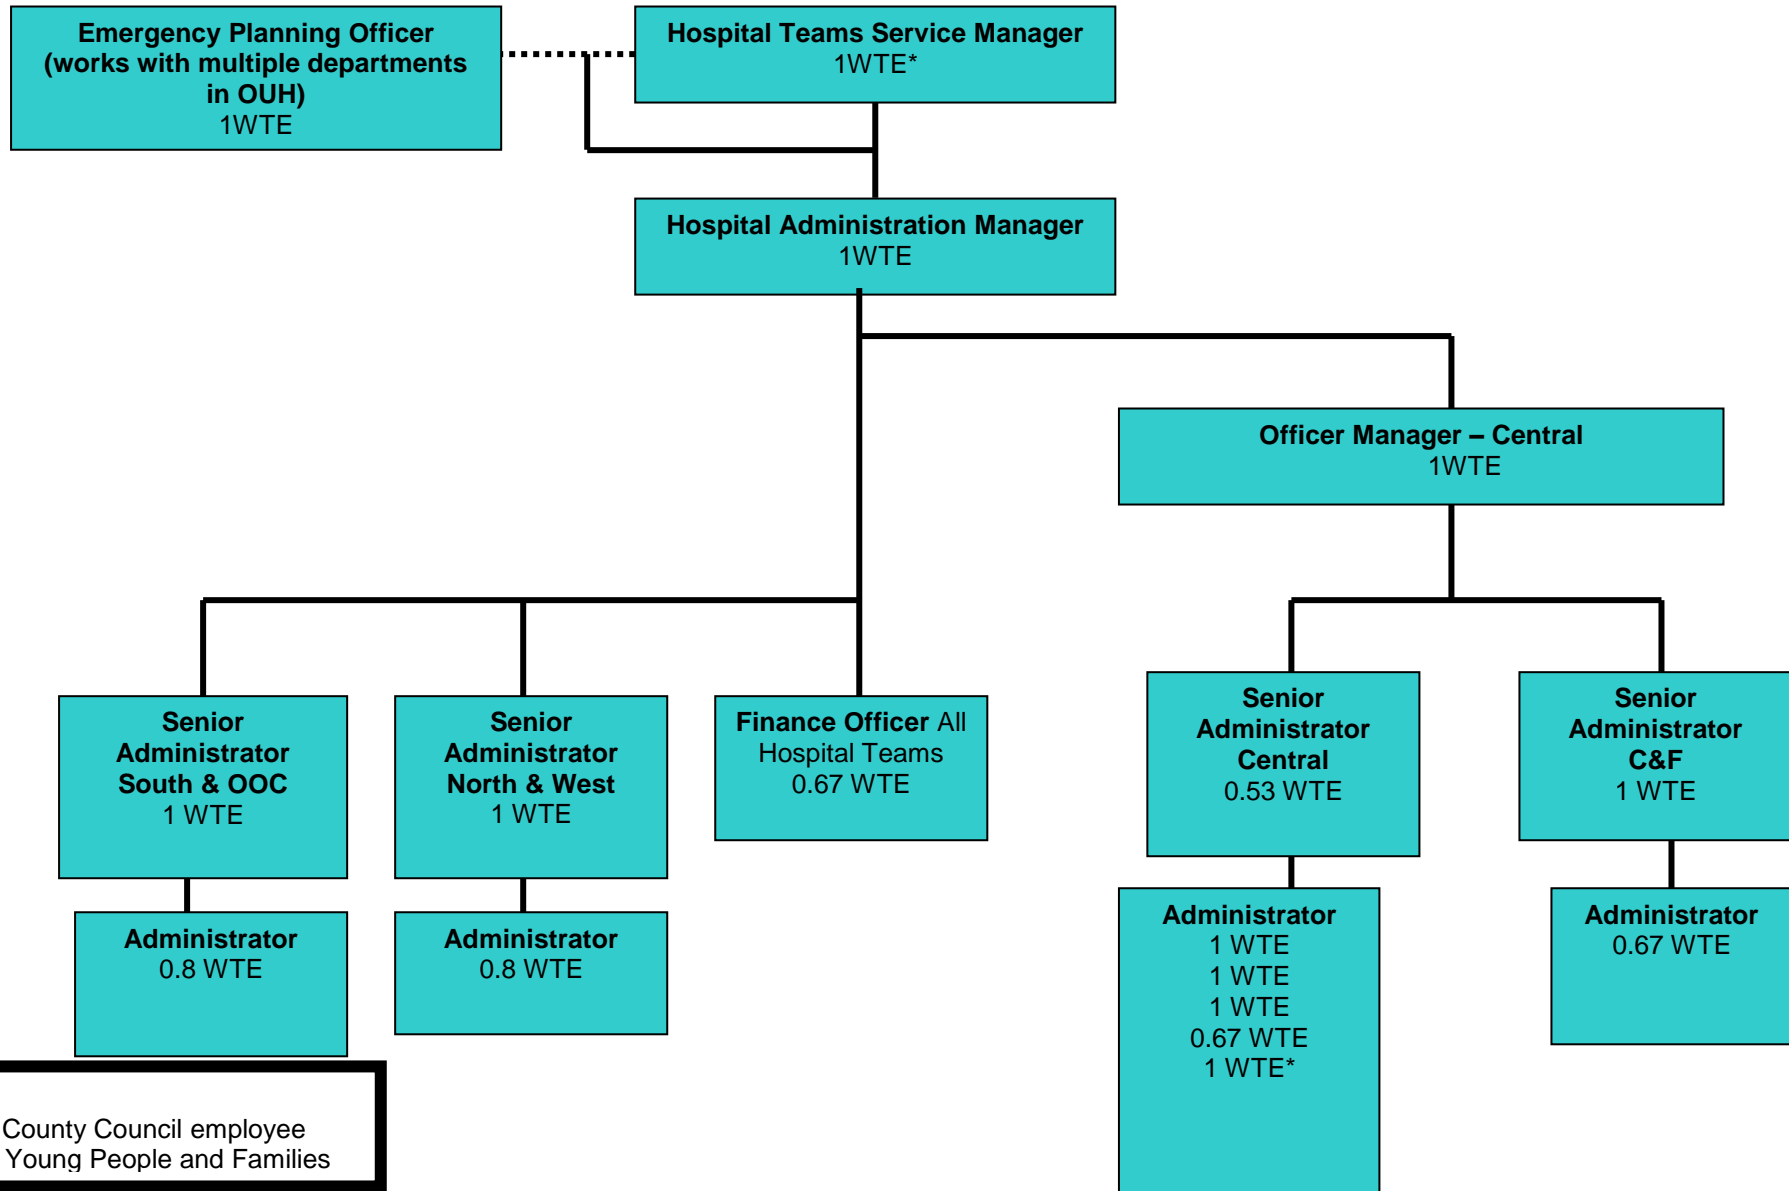 Emergency Planning Officer
(works with multiple departments
in OUH)
1WTE
Hospital Teams Service Manager
1WTE*
Hospital Administration Manager
1WTE
Officer Manager – Central
1WTE
Senior
Administrator
South & OOC
1 WTE
Senior
Administrator
North & West
1 WTE
Finance Officer All
Hospital Teams
0.67 WTE
Senior
Administrator
Central
0.53 WTE
Senior
Administrator
C&F
1 WTE
Administrator
0.8 WTE
Administrator
0.8 WTE
Administrator
1 WTE
1 WTE
1 WTE
0.67 WTE
1 WTE*
Administrator
0.67 WTE
County Council employee
Young People and Families